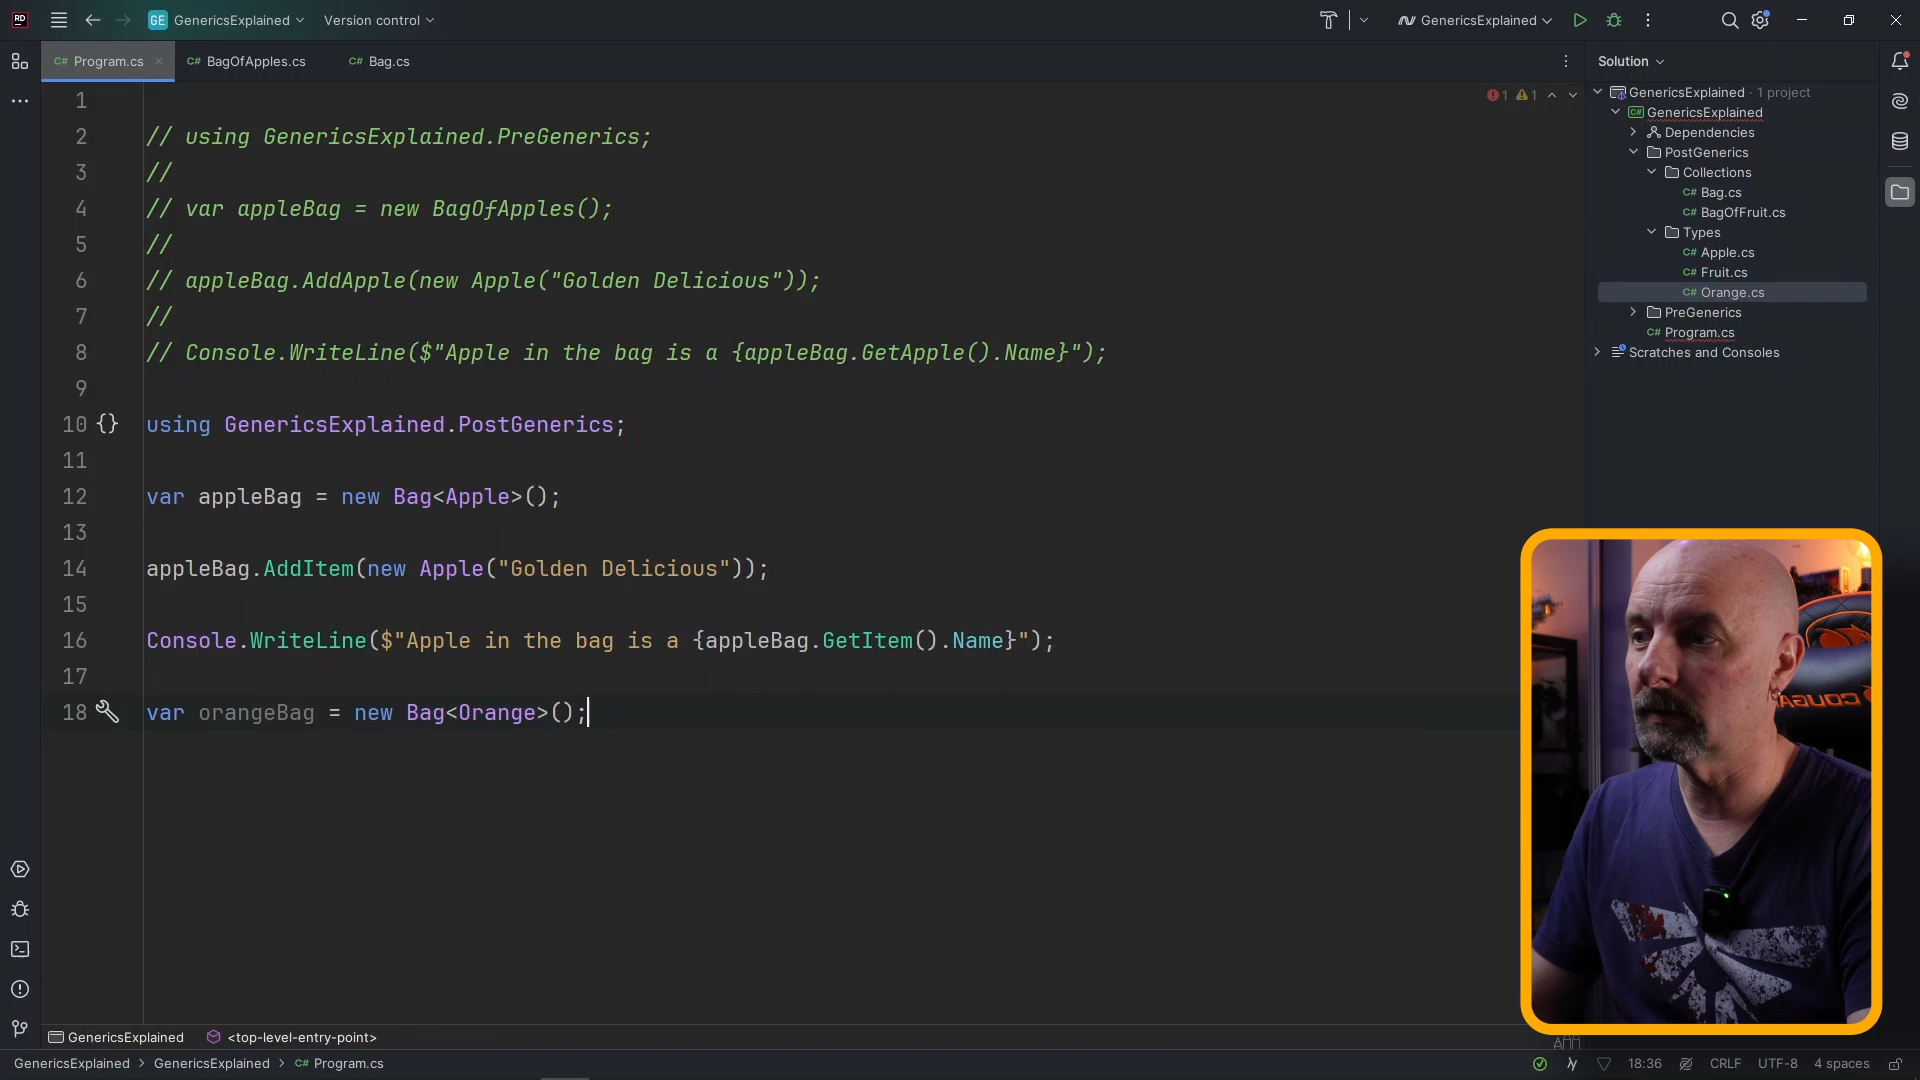 RD
GE GenericsExplained Version control GenericsExplained
C# Program.cs C# BagOfApples.cs C# Bag.cs
1 1
1
2 // using GenericsExplained.PreGenerics;
3 //
4 // var appleBag = new BagOfApples();
5 //
6 // appleBag.AddApple(new Apple("Golden Delicious"));
7 //
8 // Console.WriteLine($"Apple in the bag is a {appleBag.GetApple().Name}");
9
10 {} using GenericsExplained.PostGenerics;
11
12 var appleBag = new Bag<Apple>();
13
14 appleBag.AddItem(new Apple("Golden Delicious"));
15
16 Console.WriteLine($"Apple in the bag is a {appleBag.GetItem().Name}");
17
18 var orangeBag = new Bag<Orange>();
Solution
GenericsExplained · 1 project
C# GenericsExplained
Dependencies
PostGenerics
Collections
C# Bag.cs
C# BagOfFruit.cs
Types
C# Apple.cs
C# Fruit.cs
C# Orange.cs
PreGenerics
C# Program.cs
Scratches and Consoles
COUGAR
GenericsExplained <top-level-entry-point>
GenericsExplained > GenericsExplained > C# Program.cs
18:36 CRLF UTF-8 4 spaces